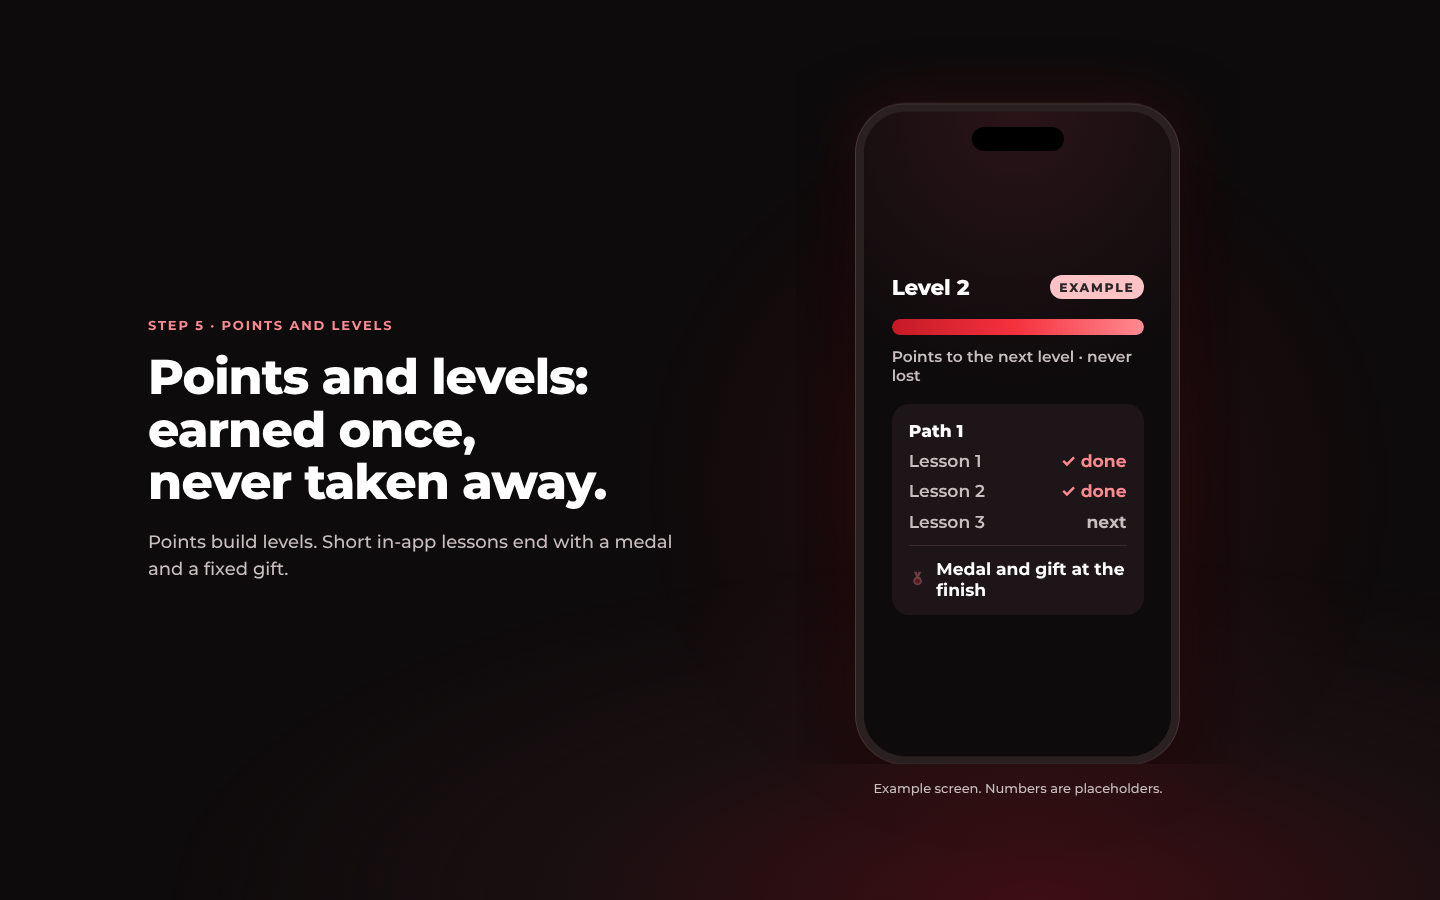 STEP 5 · POINTS AND LEVELS
Points and levels:
earned once,
never taken away.
Points build levels. Short in-app lessons end with a medal
and a fixed gift.
Level 2
EXAMPLE
Points to the next level · never
lost
Path 1
Lesson 1 ✓ done
Lesson 2 ✓ done
Lesson 3 next
Medal and gift at the
finish
Example screen. Numbers are placeholders.